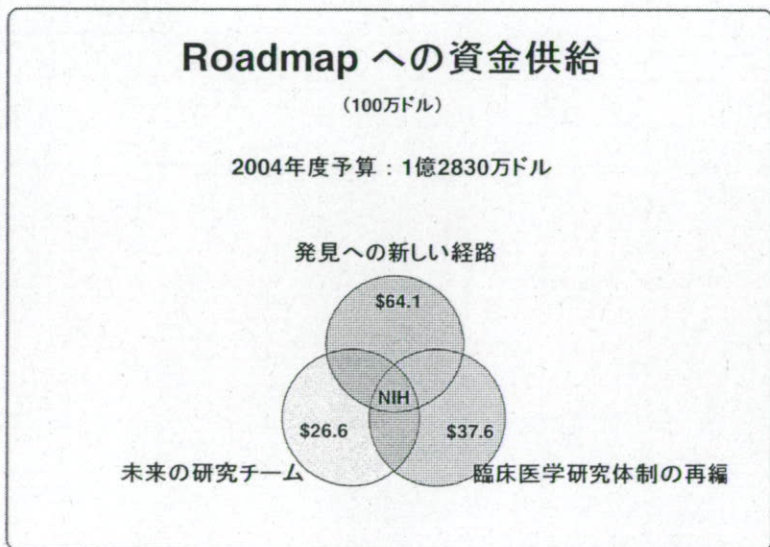 Roadmap への資金供給
（100万ドル）
2004年度予算：1億2830万ドル
発見への新しい経路
$64.1
NIH
$26.6
$37.6
未来の研究チーム
臨床医学研究体制の再編